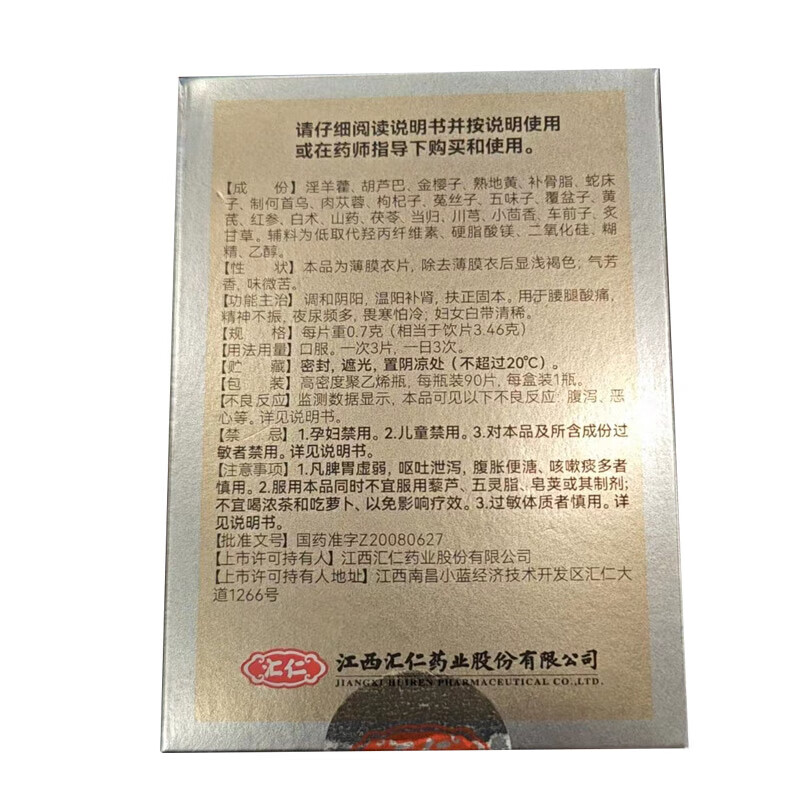 请仔细阅读说明书并按说明使用
或在药师指导下购买和使用。
【成　份】淫羊藿、胡芦巴、金樱子、熟地黄、补骨脂、蛇床
子、制何首乌、肉苁蓉、枸杞子、菟丝子、五味子、覆盆子、黄
芪、红参、白术、山药、茯苓、当归、川芎、小茴香、车前子、炙
甘草。辅料为低取代羟丙纤维素、硬脂酸镁、二氧化硅、糊
精、乙醇。
【性　状】本品为薄膜衣片，除去薄膜衣后显浅褐色；气芳
香，味微苦。
【功能主治】调和阴阳，温阳补肾，扶正固本。用于腰腿酸痛，
精神不振，夜尿频多，畏寒怕冷；妇女白带清稀。
【规　格】每片重0.7克（相当于饮片3.46克）
【用法用量】口服。一次3片，一日3次。
【贮　藏】密封，遮光，置阴凉处（不超过20℃）。
【包　装】高密度聚乙烯瓶，每瓶装90片，每盒装1瓶。
【不良反应】监测数据显示，本品可见以下不良反应：腹泻、恶
心等。详见说明书。
【禁　忌】1.孕妇禁用。2.儿童禁用。3.对本品及所含成份过
敏者禁用。详见说明书。
【注意事项】1.凡脾胃虚弱，呕吐泄泻，腹胀便溏、咳嗽痰多者
慎用。2.服用本品同时不宜服用藜芦、五灵脂、皂荚或其制剂；
不宜喝浓茶和吃萝卜、以免影响疗效。3.过敏体质者慎用。详
见说明书。
【批准文号】国药准字Z20080627
【上市许可持有人】江西汇仁药业股份有限公司
【上市许可持有人地址】江西南昌小蓝经济技术开发区汇仁大
道1266号
汇仁 江西汇仁药业股份有限公司
JIANGXI HUIREN PHARMACEUTICAL CO.,LTD.